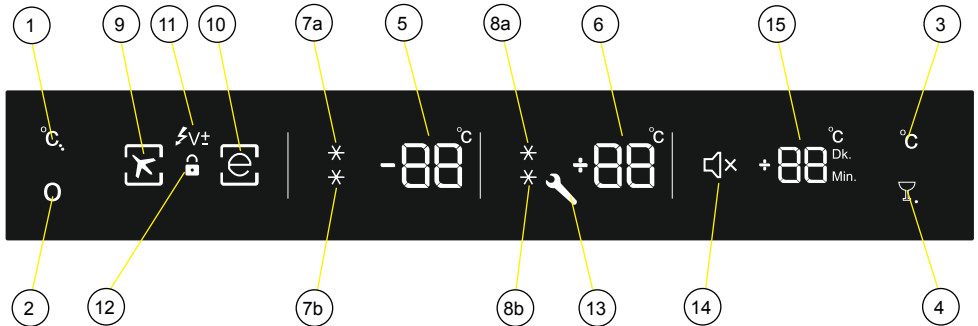 1 9 11 10 7a 5 8a 6 15 3
°C V± °C °C °C °C
e -88 +88 × +88 Dk.
Min.
O
2 12 7b 8b 13 14 4